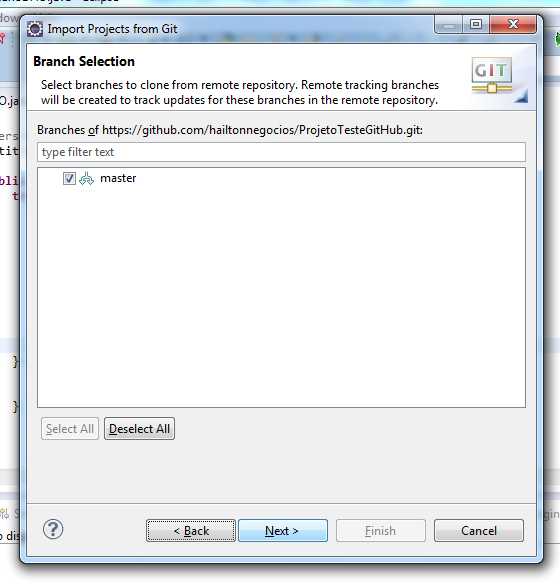 Import Projects from Git
Branch Selection
Select branches to clone from remote repository. Remote tracking branches
will be created to track updates for these branches in the remote repository.
GIT
Branches of https://github.com/hailtonnegocios/ProjetoTesteGitHub.git:
type filter text
master
Select All
Deselect All
< Back
Next >
Finish
Cancel